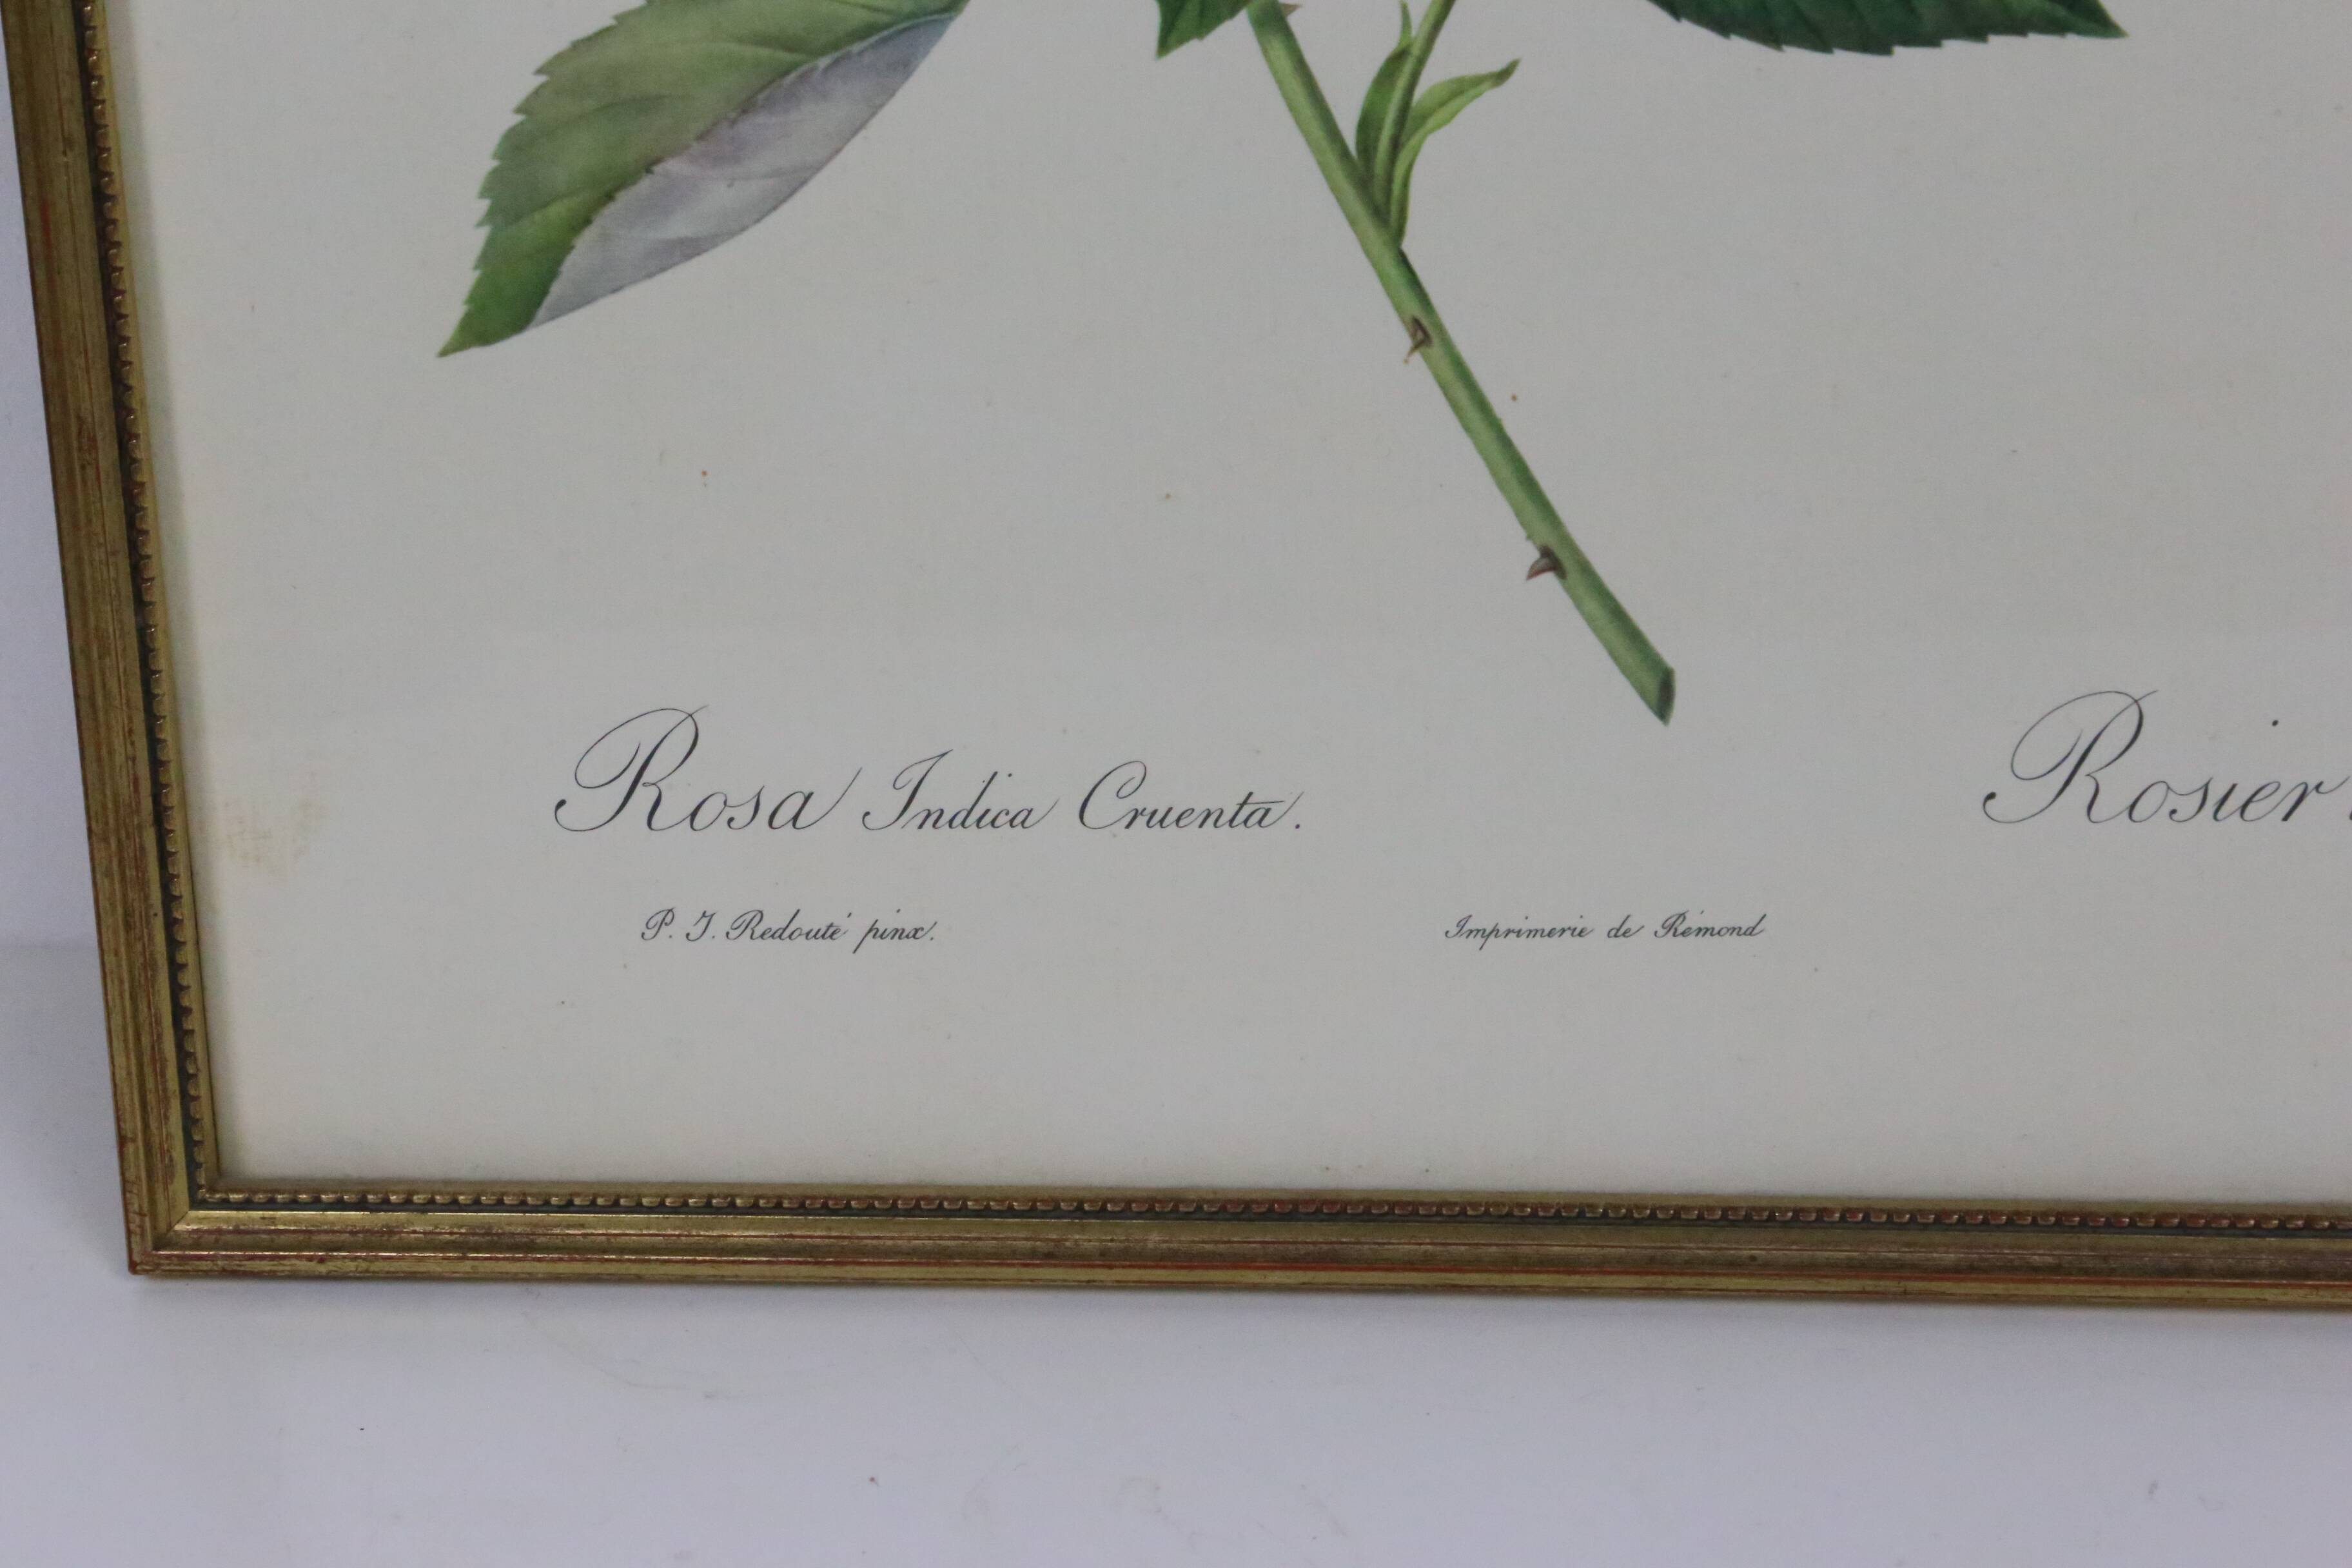 Rosa Indica Cruenta. Rosier
P. J. Redouté pinx. Imprimerie de Rémond